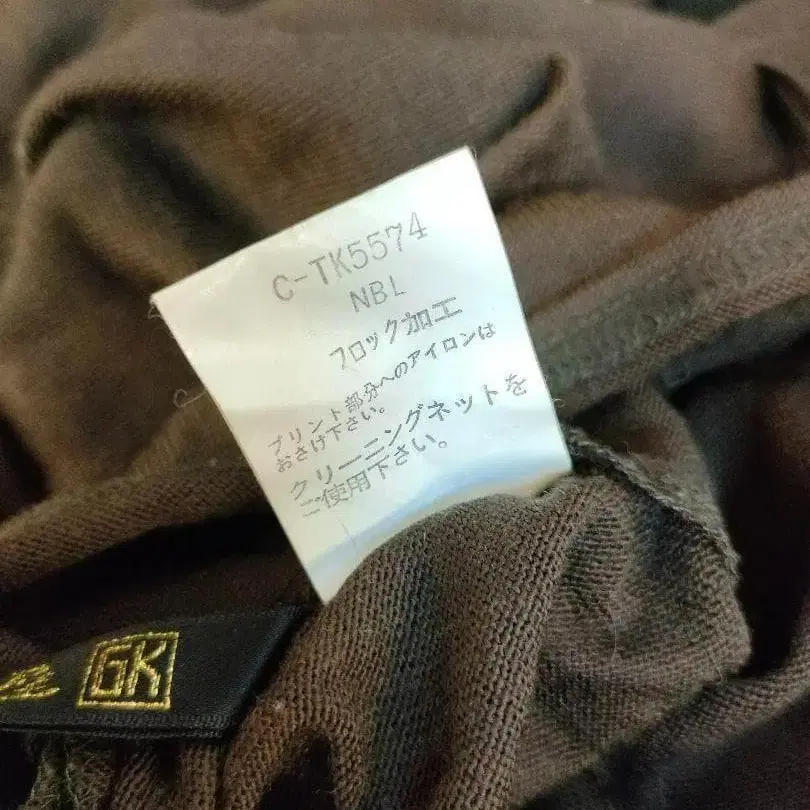 C-TK5574
NBL
フロック加工
プリント部分へのアイロンは
おさけ下さい。
クリーニングネットを
ご使用下さい。
GK